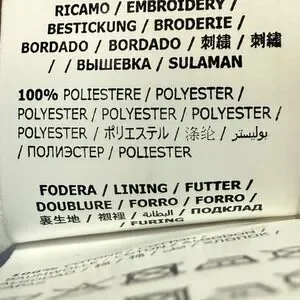 RICAMO / EMBROIDERY /
BESTICKUNG / BRODERIE /
BORDADO / BORDADO / 刺繡 / 刺繍
/ / ВЫШЕВКА / SULAMAN
100% POLIESTERE / POLYESTER /
POLYESTER / POLYESTER / POLYESTER /
POLYESTER / ポリエステル / 涤纶 / بوليستر
/ ПОЛИЭСТЕР / POLIESTER
FODERA / LINING / FUTTER /
DOUBLURE / FORRO / FORRO /
裏生地 / 襯裡 / البطانة / ПОДКЛАД
/ FURING
100%